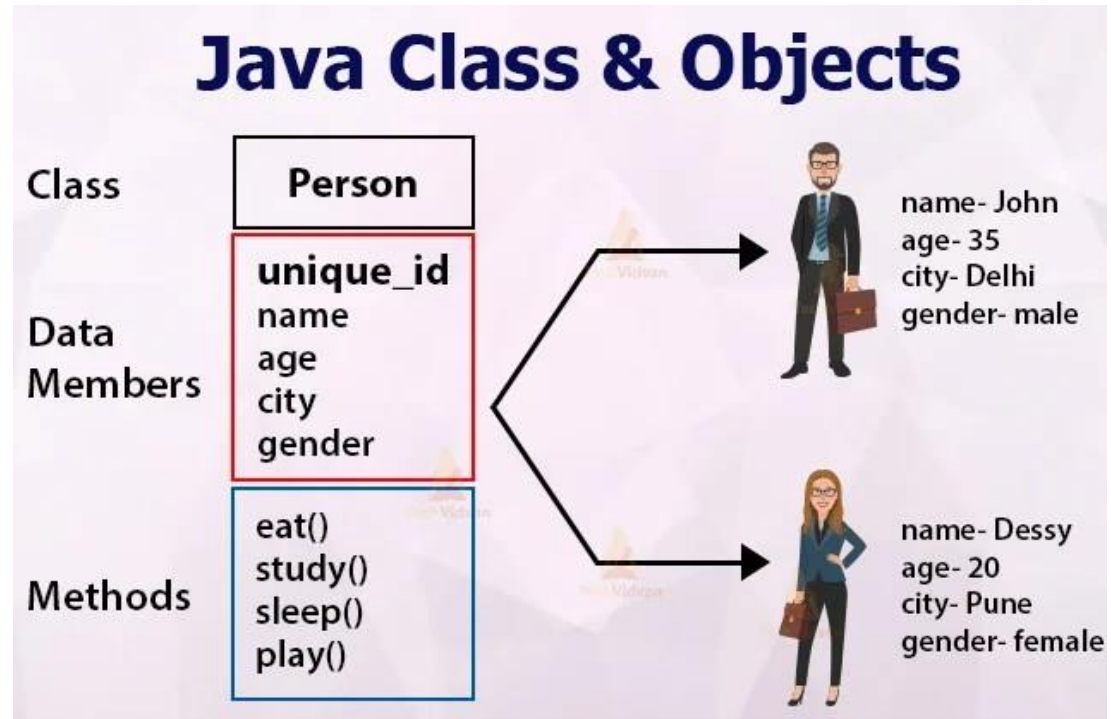 Java Class & Objects
Class
Person
Data
Members
unique_id
name
age
city
gender
Methods
eat()
study()
sleep()
play()
name- John
age- 35
city- Delhi
gender- male
name- Dessy
age- 20
city- Pune
gender- female